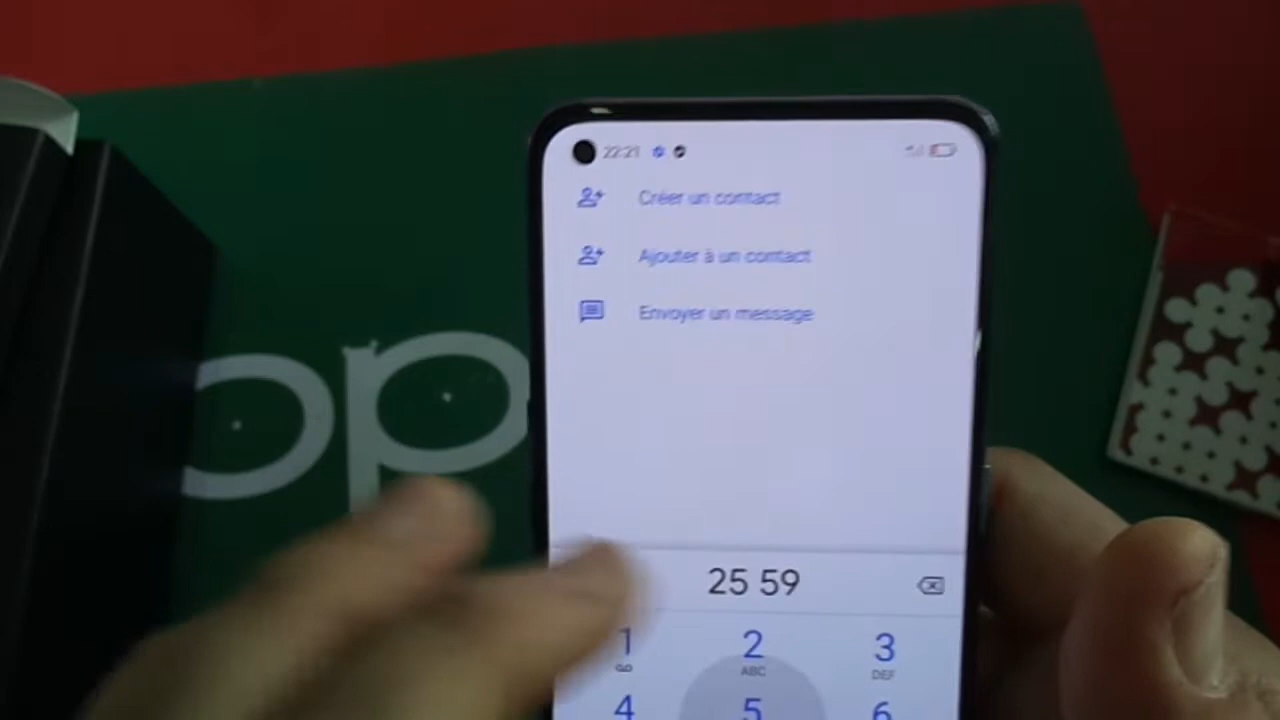 22:21
Créer un contact
Ajouter à un contact
Envoyer un message
op
25 59
1
2
ABC
3
DEF
4
5
6